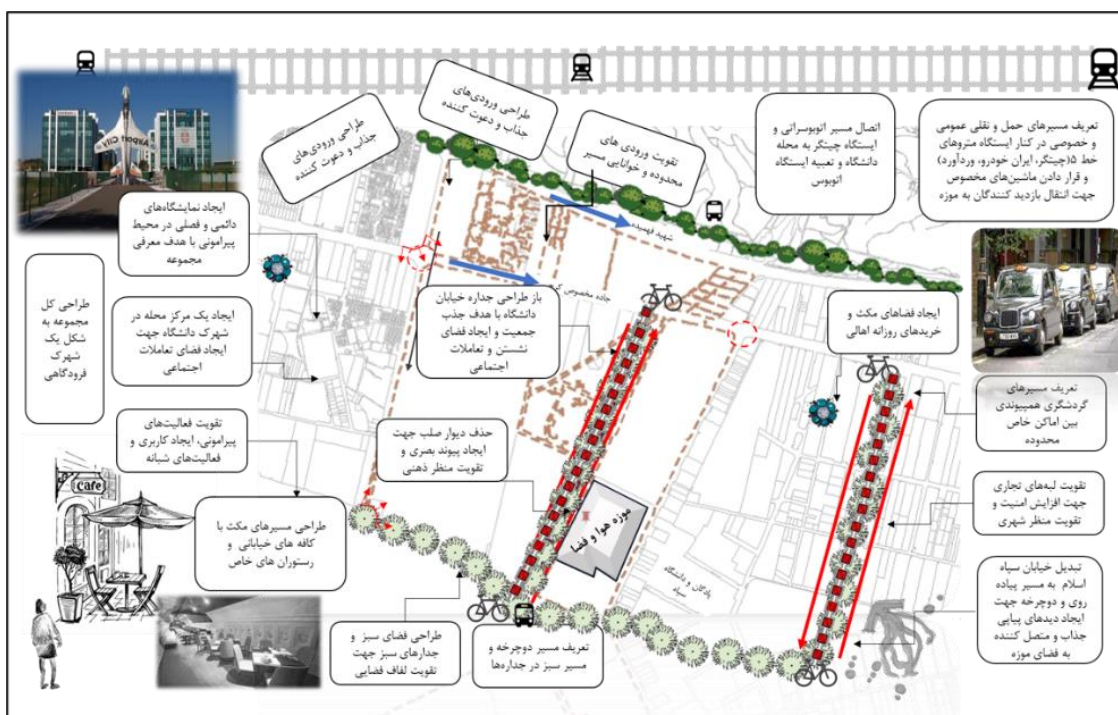 تعریف مسیرهای حمل و نقلی عمومی
و خصوصی در کنار ایستگاه متروهای
خط ۵(چیتگر، ایران خودرو، وردآورد)
و قرار دادن ماشین‌های مخصوص
جهت انتقال بازدید کنندگان به موزه
اتصال مسیر اتوبوسرانی و
ایستگاه چیتگر به محله
دانشگاه و تعبیه ایستگاه
اتوبوس
تقویت ورودی های
محدوده و خوانایی مسیر
طراحی ورودی‌های
جذاب و دعوت کننده
طراحی ورودی‌های
جذاب و دعوت کننده
Airport City
ایجاد نمایشگاه‌های
دائمی و فصلی در محیط
پیرامونی با هدف معرفی
مجموعه
طراحی کل
مجموعه به
شکل یک
شهرک
فرودگاهی
ایجاد یک مرکز محله در
شهرک دانشگاه جهت
ایجاد فضای تعاملات
اجتماعی
تقویت فعالیت‌های
پیرامونی، ایجاد کاربری و
فعالیت‌های شبانه
شهید فهمیده
جاده مخصوص کرج
باز طراحی جداره خیابان
دانشگاه با هدف جذب
جمعیت و ایجاد فضای
نشستن و تعاملات
اجتماعی
ایجاد فضاهای مکث و
خریدهای روزانه اهالی
تعریف مسیرهای
گردشگری همپیوندی
بین اماکن خاص
محدوده
حذف دیوار صلب جهت
ایجاد پیوند بصری و
تقویت منظر ذهنی
موزه هوا و فضا
پادگان و دانشگاه
سپاه
تقویت لبه‌های تجاری
جهت افزایش امنیت و
تقویت منظر شهری
تبدیل خیابان سپاه
اسلام به مسیر پیاده
روی و دوچرخه جهت
ایجاد دیدهای پیاپی
جذاب و متصل کننده
به فضای موزه
Cafe
طراحی مسیرهای مکث با
کافه های خیابانی و
رستوران های خاص
طراحی فضای سبز و
جدارهای سبز جهت
تقویت لفاف فضایی
تعریف مسیر دوچرخه و
مسیر سبز در جداره‌ها